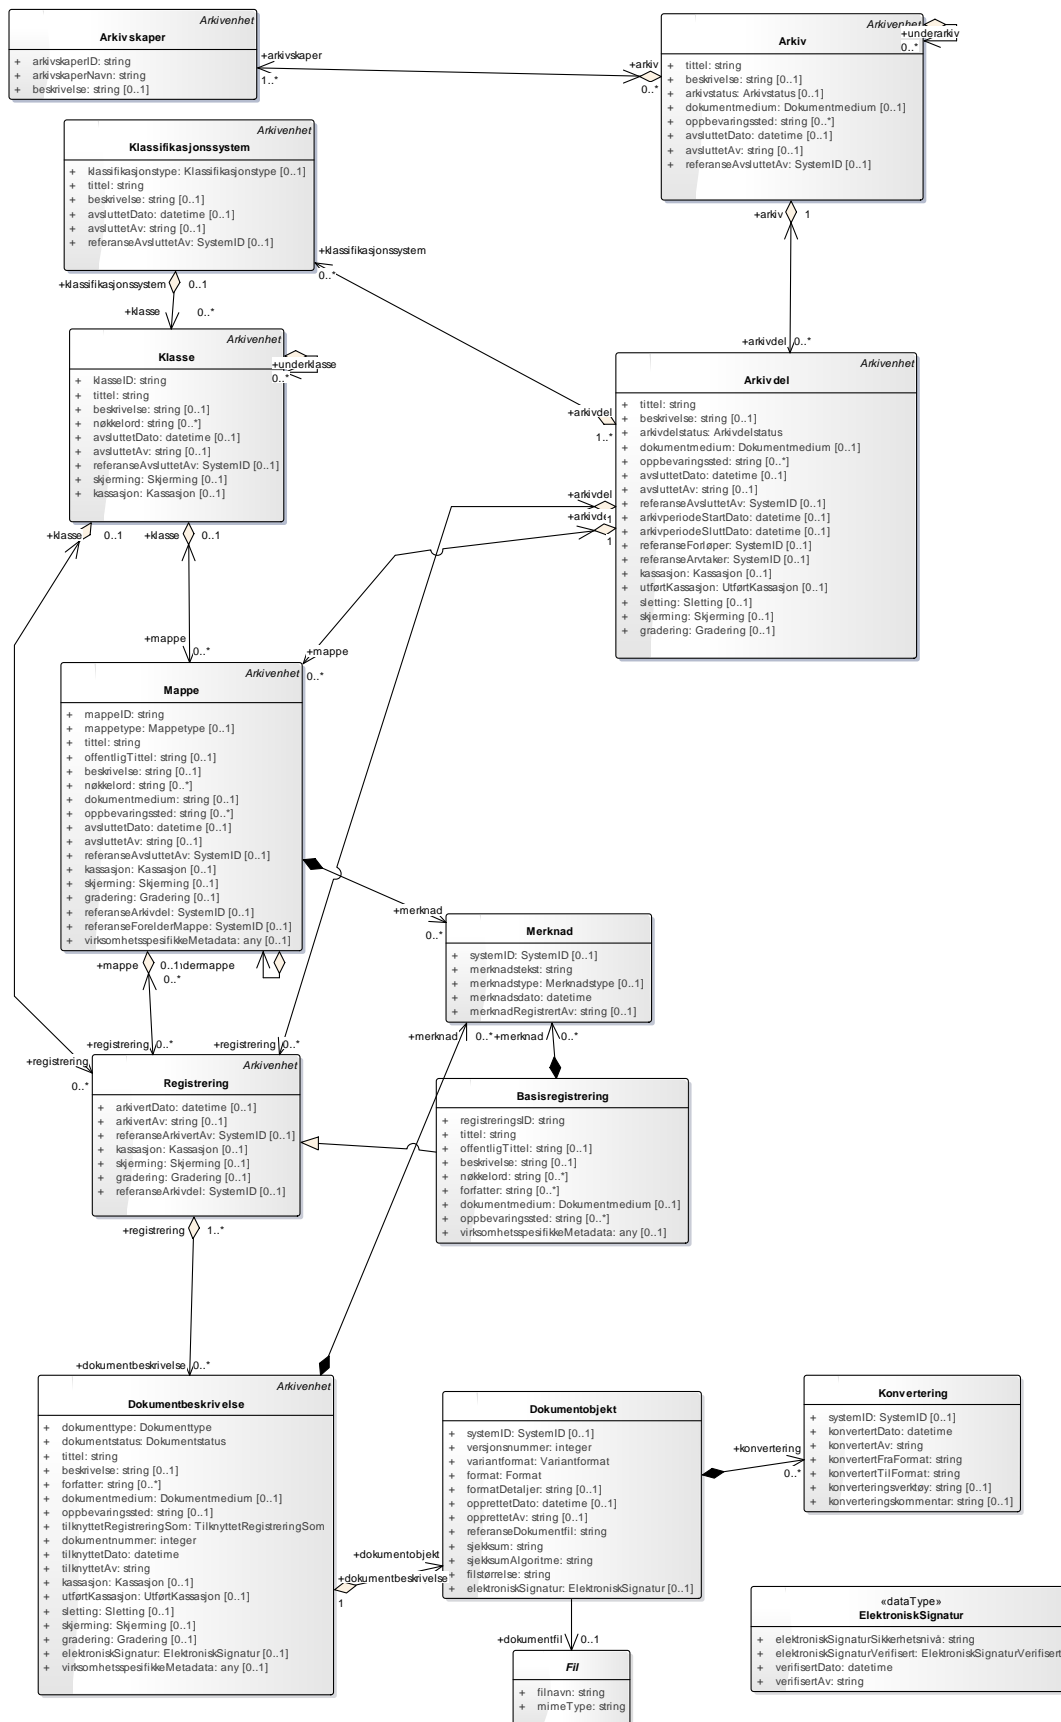 Arkivenhet
Arkivskaper
+ arkivskaperID: string
+ arkivskaperNavn: string
+ beskrivelse: string [0..1]
+arkivskaper
1..*
+arkiv
0..*
Arkivenhet
Arkiv
+ tittel: string
+ beskrivelse: string [0..1]
+ arkivstatus: Arkivstatus [0..1]
+ dokumentmedium: Dokumentmedium [0..1]
+ oppbevaringssted: string [0..*]
+ avsluttetDato: datetime [0..1]
+ avsluttetAv: string [0..1]
+ referanseAvsluttetAv: SystemID [0..1]
+underarkiv
0..*
+arkiv 1
Arkivenhet
Klassifikasjonssystem
+ klassifikasjonstype: Klassifikasjonstype [0..1]
+ tittel: string
+ beskrivelse: string [0..1]
+ avsluttetDato: datetime [0..1]
+ avsluttetAv: string [0..1]
+ referanseAvsluttetAv: SystemID [0..1]
+klassifikasjonssystem
0..*
+klassifikasjonssystem 0..1
+klasse 0..*
Arkivenhet
Klasse
+ klasseID: string
+ tittel: string
+ beskrivelse: string [0..1]
+ nøkkelord: string [0..*]
+ avsluttetDato: datetime [0..1]
+ avsluttetAv: string [0..1]
+ referanseAvsluttetAv: SystemID [0..1]
+ skjerming: Skjerming [0..1]
+ kassasjon: Kassasjon [0..1]
+underklasse
0..*
+arkivdel 0..*
Arkivenhet
Arkivdel
+ tittel: string
+ beskrivelse: string [0..1]
+ arkivdelstatus: Arkivdelstatus
+ dokumentmedium: Dokumentmedium [0..1]
+ oppbevaringssted: string [0..*]
+ avsluttetDato: datetime [0..1]
+ avsluttetAv: string [0..1]
+ referanseAvsluttetAv: SystemID [0..1]
+ arkivperiodeStartDato: datetime [0..1]
+ arkivperiodeSluttDato: datetime [0..1]
+ referanseForløper: SystemID [0..1]
+ referanseArvtaker: SystemID [0..1]
+ kassasjon: Kassasjon [0..1]
+ utførtKassasjon: UtførtKassasjon [0..1]
+ sletting: Sletting [0..1]
+ skjerming: Skjerming [0..1]
+ gradering: Gradering [0..1]
+arkivdel
1..*
+arkivdel
1
1
+klasse 0..1
+klasse 0..1
+mappe
0..*
+mappe
0..*
Arkivenhet
Mappe
+ mappeID: string
+ mappetype: Mappetype [0..1]
+ tittel: string
+ offentligTittel: string [0..1]
+ beskrivelse: string [0..1]
+ nøkkelord: string [0..*]
+ dokumentmedium: string [0..1]
+ oppbevaringssted: string [0..*]
+ avsluttetDato: datetime [0..1]
+ avsluttetAv: string [0..1]
+ referanseAvsluttetAv: SystemID [0..1]
+ kassasjon: Kassasjon [0..1]
+ skjerming: Skjerming [0..1]
+ gradering: Gradering [0..1]
+ referanseArkivdel: SystemID [0..1]
+ referanseForelderMappe: SystemID [0..1]
+ virksomhetsspesifikkeMetadata: any [0..1]
+mappe 0..1
0..*
+merknad
0..*
Merknad
+ systemID: SystemID [0..1]
+ merknadstekst: string
+ merknadstype: Merknadstype [0..1]
+ merknadsdato: datetime
+ merknadRegistrertAv: string [0..1]
+merknad 0..*
+merknad 0..*
+registrering
0..*
+registrering 0..*
+registrering 0..*
Arkivenhet
Registrering
+ arkivertDato: datetime [0..1]
+ arkivertAv: string [0..1]
+ referanseArkivertAv: SystemID [0..1]
+ kassasjon: Kassasjon [0..1]
+ skjerming: Skjerming [0..1]
+ gradering: Gradering [0..1]
+ referanseArkivdel: SystemID [0..1]
Basisregistrering
+ registreringsID: string
+ tittel: string
+ offentligTittel: string [0..1]
+ beskrivelse: string [0..1]
+ nøkkelord: string [0..*]
+ forfatter: string [0..*]
+ dokumentmedium: Dokumentmedium [0..1]
+ oppbevaringssted: string [0..*]
+ virksomhetsspesifikkeMetadata: any [0..1]
+registrering 1..*
+dokumentbeskrivelse 0..*
Arkivenhet
Dokumentbeskrivelse
+ dokumenttype: Dokumenttype
+ dokumentstatus: Dokumentstatus
+ tittel: string
+ beskrivelse: string [0..1]
+ forfatter: string [0..*]
+ dokumentmedium: Dokumentmedium [0..1]
+ oppbevaringssted: string [0..1]
+ tilknyttetRegistreringSom: TilknyttetRegistreringSom
+ dokumentnummer: integer
+ tilknyttetDato: datetime
+ tilknyttetAv: string
+ kassasjon: Kassasjon [0..1]
+ utførtKassasjon: UtførtKassasjon [0..1]
+ sletting: Sletting [0..1]
+ skjerming: Skjerming [0..1]
+ gradering: Gradering [0..1]
+ elektroniskSignatur: ElektroniskSignatur [0..1]
+ virksomhetsspesifikkeMetadata: any [0..1]
+dokumentobjekt
+dokumentbeskrivelse
1
Dokumentobjekt
+ systemID: SystemID [0..1]
+ versjonsnummer: integer
+ variantformat: Variantformat
+ format: Format
+ formatDetaljer: string [0..1]
+ opprettetDato: datetime [0..1]
+ opprettetAv: string [0..1]
+ referanseDokumentfil: string
+ sjekksum: string
+ sjekksumAlgoritme: string
+ filstørrelse: string
+ elektroniskSignatur: ElektroniskSignatur [0..1]
+konvertering
0..*
Konvertering
+ systemID: SystemID [0..1]
+ konvertertDato: datetime
+ konvertertAv: string
+ konvertertFraFormat: string
+ konvertertTilFormat: string
+ konverteringsverktøy: string [0..1]
+ konverteringskommentar: string [0..1]
+dokumentfil 0..1
Fil
+ filnavn: string
+ mimeType: string
«dataType»
ElektroniskSignatur
+ elektroniskSignaturSikkerhetsnivå: string
+ elektroniskSignaturVerifisert: ElektroniskSignaturVerifisert
+ verifisertDato: datetime
+ verifisertAv: string